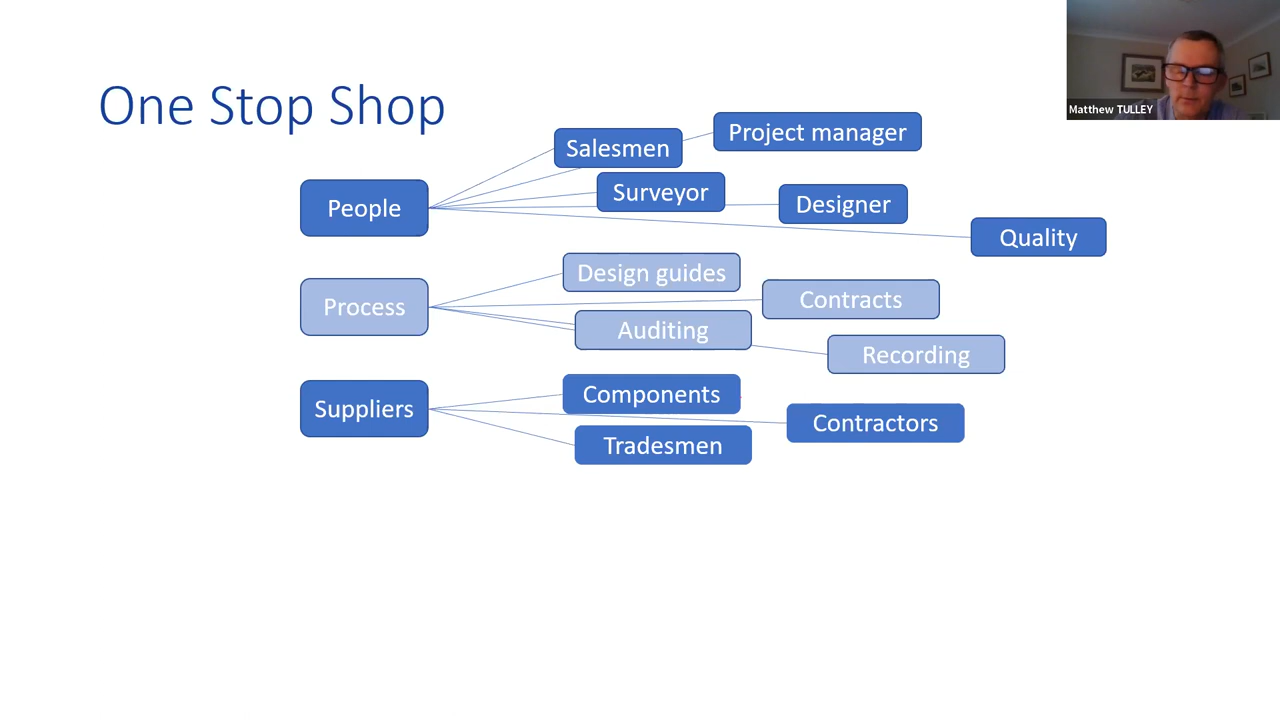 One Stop Shop
Matthew TULLEY
People
Salesmen
Project manager
Surveyor
Designer
Quality
Process
Design guides
Contracts
Auditing
Recording
Suppliers
Components
Contractors
Tradesmen